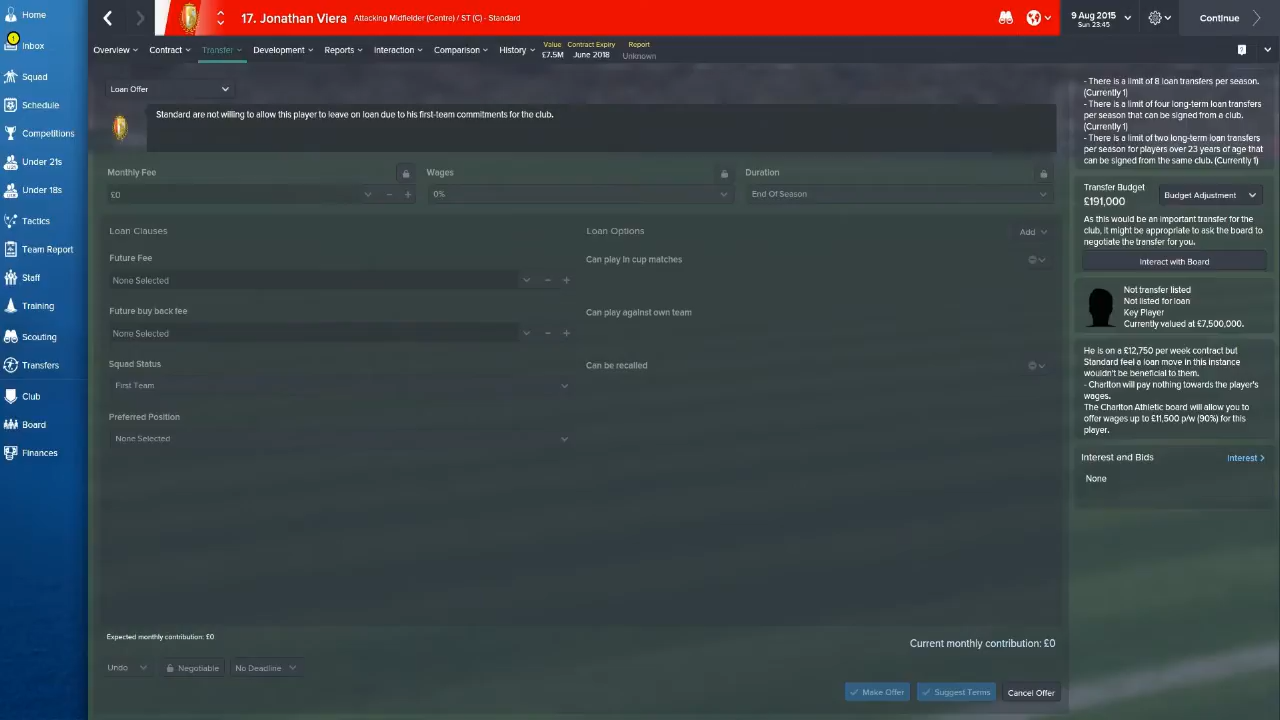 Home
Inbox
Squad
Schedule
Competitions
Under 21s
Under 18s
Tactics
Team Report
Staff
Training
Scouting
Transfers
Club
Board
Finances
17. Jonathan Viera
Attacking Midfielder (Centre) / ST (C) - Standard
9 Aug 2015
Sun 23:45
Continue
Overview
Contract
Transfer
Development
Reports
Interaction
Comparison
History
Value
£7.5M
Contract Expiry
June 2018
Report
Unknown
Loan Offer
Standard are not willing to allow this player to leave on loan due to his first-team commitments for the club.
Monthly Fee
£0
Wages
0%
Duration
End Of Season
Loan Clauses
Future Fee
None Selected
Future buy back fee
None Selected
Squad Status
First Team
Preferred Position
None Selected
Loan Options
Add
Can play in cup matches
Can play against own team
Can be recalled
Expected monthly contribution: £0
Current monthly contribution: £0
Undo
Negotiable
No Deadline
Make Offer
Suggest Terms
Cancel Offer
- There is a limit of 8 loan transfers per season.
(Currently 1)
- There is a limit of four long-term loan transfers
per season that can be signed from a club.
(Currently 1)
- There is a limit of two long-term loan transfers
per season for players over 23 years of age that
can be signed from the same club. (Currently 1)
Transfer Budget
£191,000
Budget Adjustment
As this would be an important transfer for the
club, it might be appropriate to ask the board to
negotiate the transfer for you.
Interact with Board
Not transfer listed
Not listed for loan
Key Player
Currently valued at £7,500,000.
He is on a £12,750 per week contract but
Standard feel a loan move in this instance
wouldn't be beneficial to them.
- Charlton will pay nothing towards the player's
wages.
The Charlton Athletic board will allow you to
offer wages up to £11,500 p/w (90%) for this
player.
Interest and Bids
Interest >
None